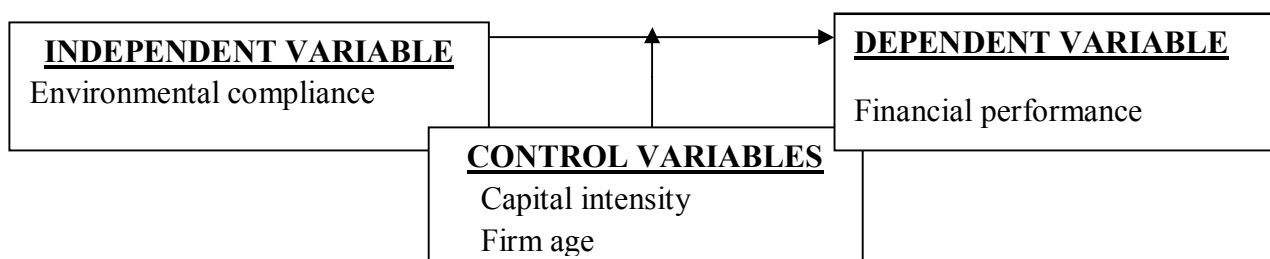 INDEPENDENT VARIABLE
Environmental compliance
DEPENDENT VARIABLE
Financial performance
CONTROL VARIABLES
Capital intensity
Firm age